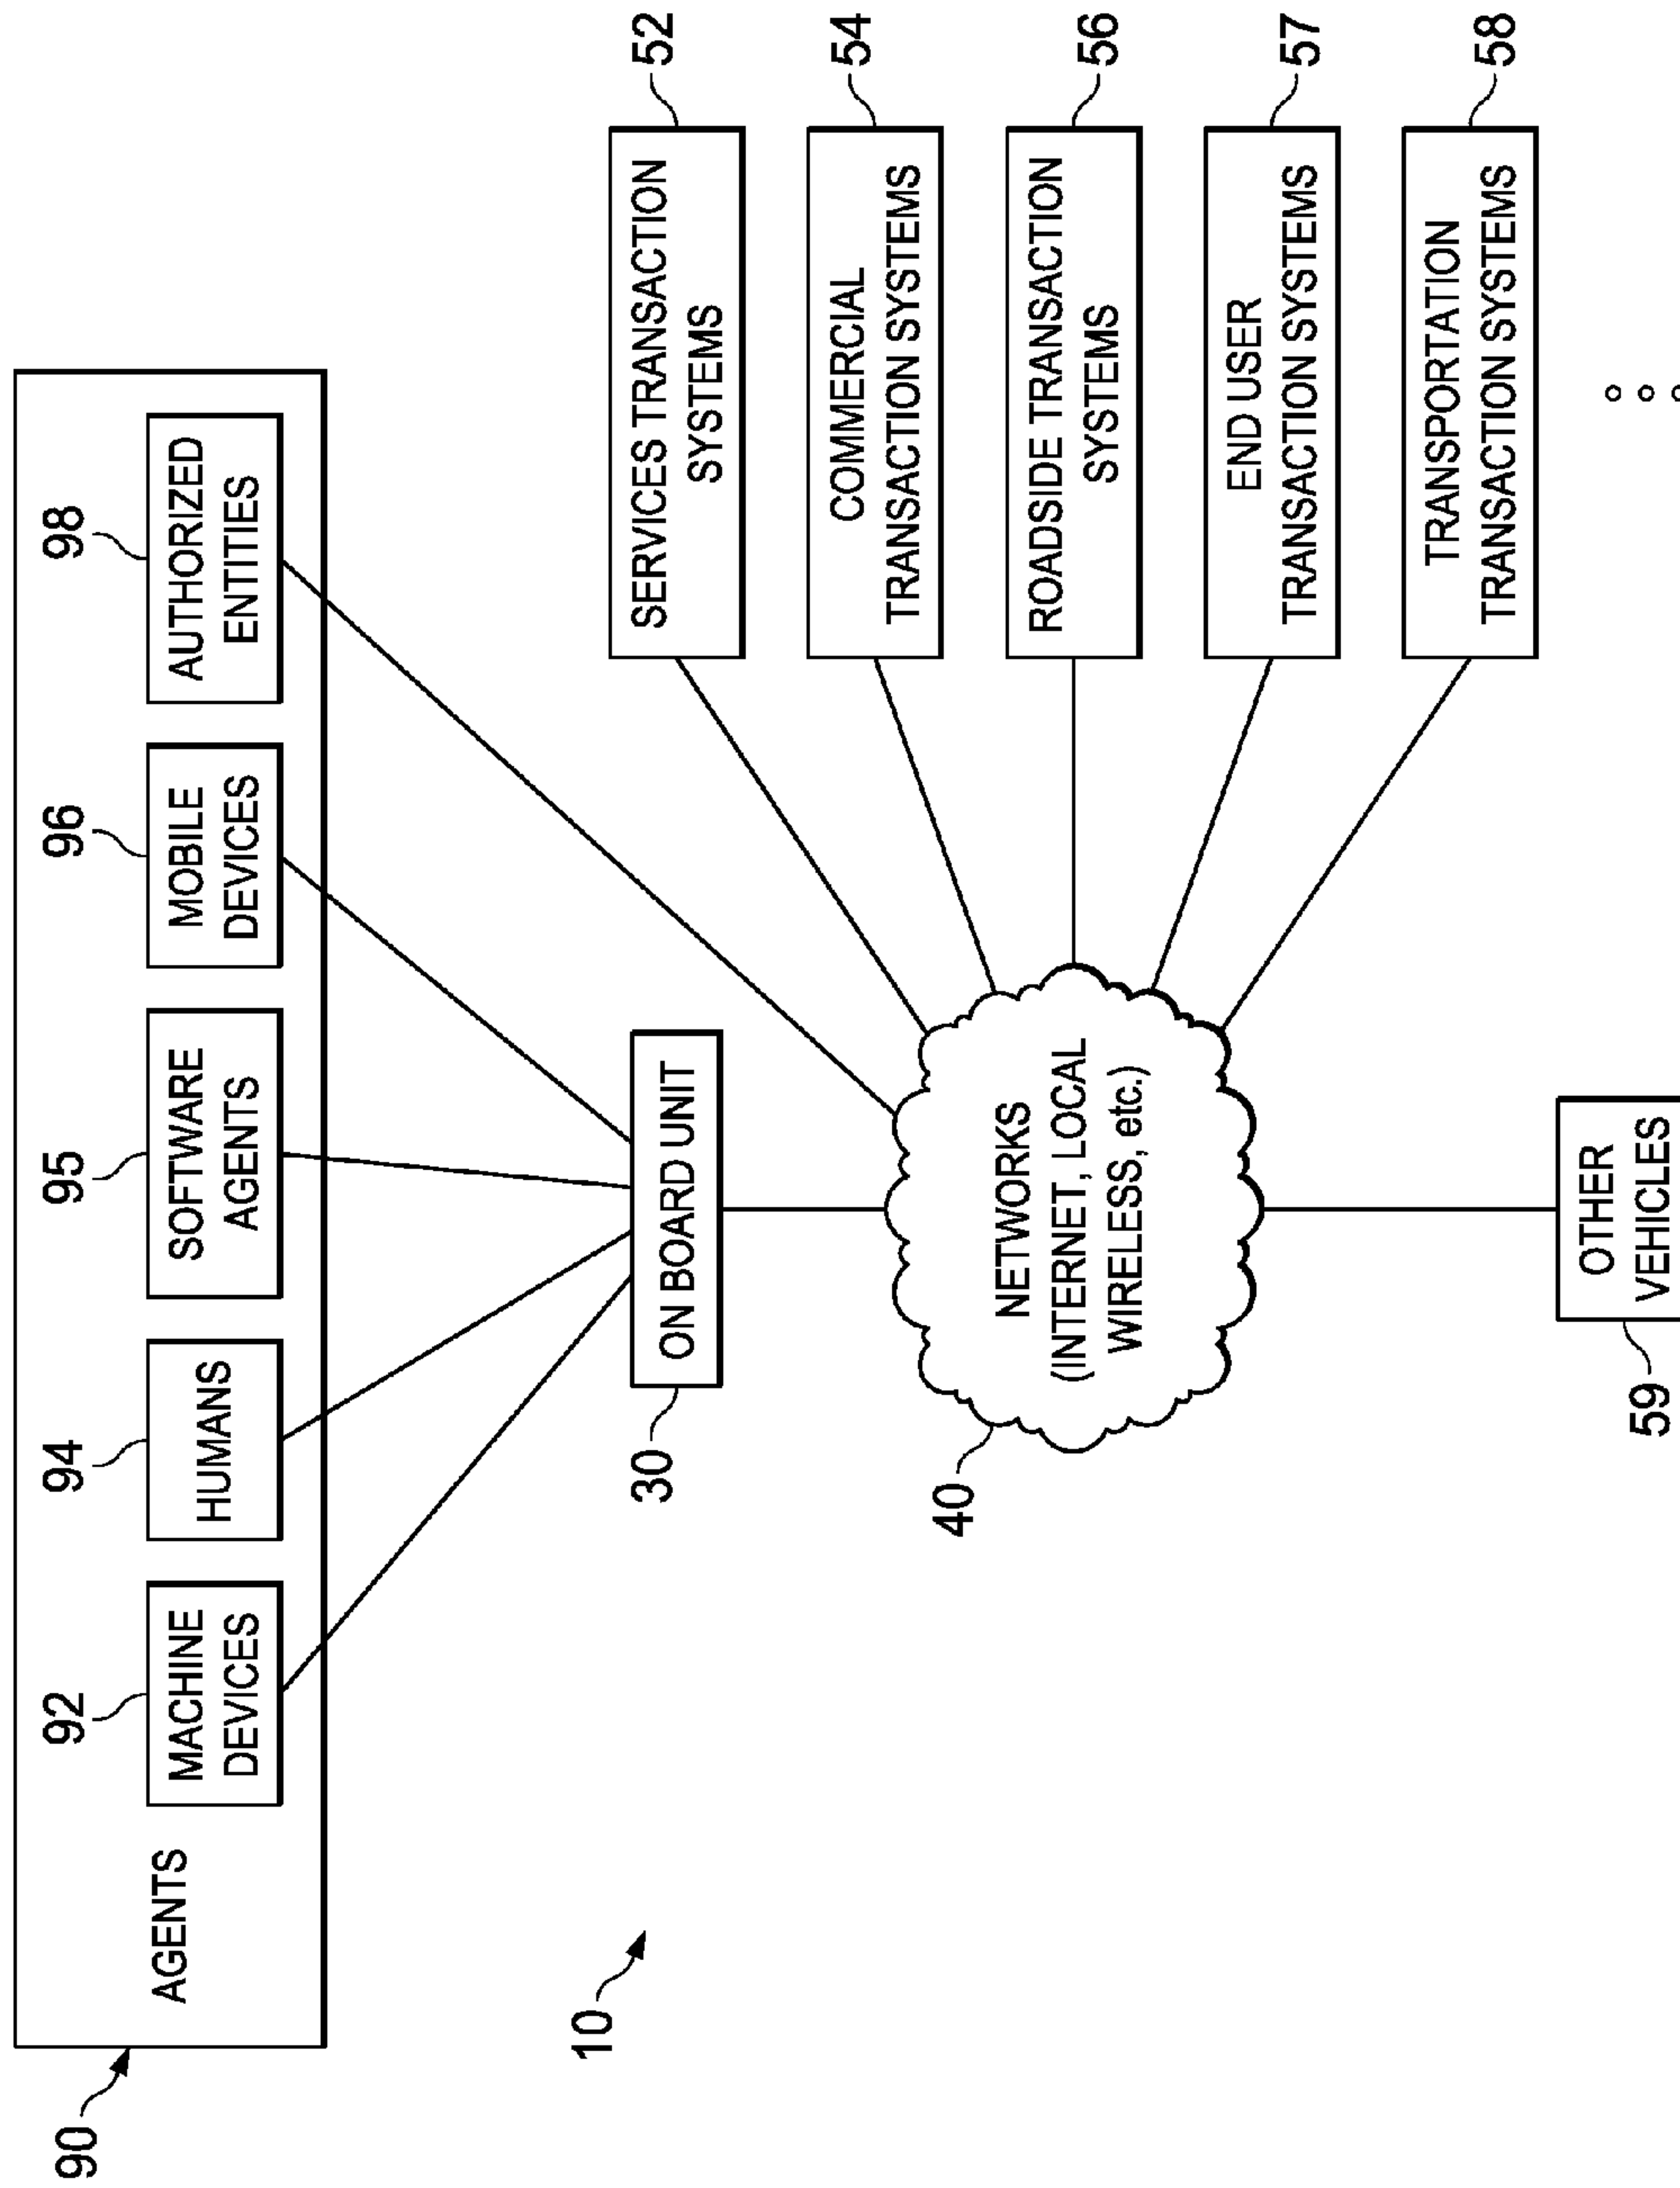 90
AGENTS
92
MACHINE
DEVICES
94
HUMANS
95
SOFTWARE
AGENTS
96
MOBILE
DEVICES
98
AUTHORIZED
ENTITIES
10
30
ON BOARD UNIT
40
NETWORKS
(INTERNET, LOCAL
WIRELESS, etc.)
52
SERVICES TRANSACTION
SYSTEMS
54
COMMERCIAL
TRANSACTION SYSTEMS
56
ROADSIDE TRANSACTION
SYSTEMS
57
END USER
TRANSACTION SYSTEMS
58
TRANSPORTATION
TRANSACTION SYSTEMS
59
OTHER
VEHICLES